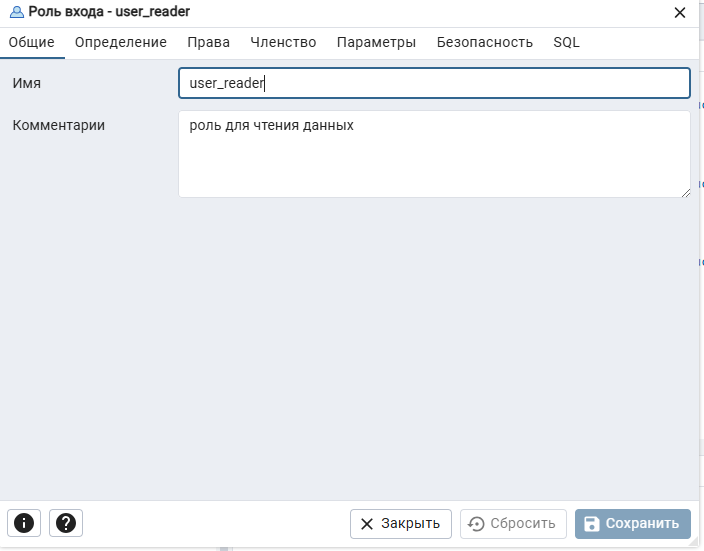 Роль входа - user_reader
Общие Определение Права Членство Параметры Безопасность SQL
Имя user_reader
Комментарии роль для чтения данных
Закрыть Сбросить Сохранить